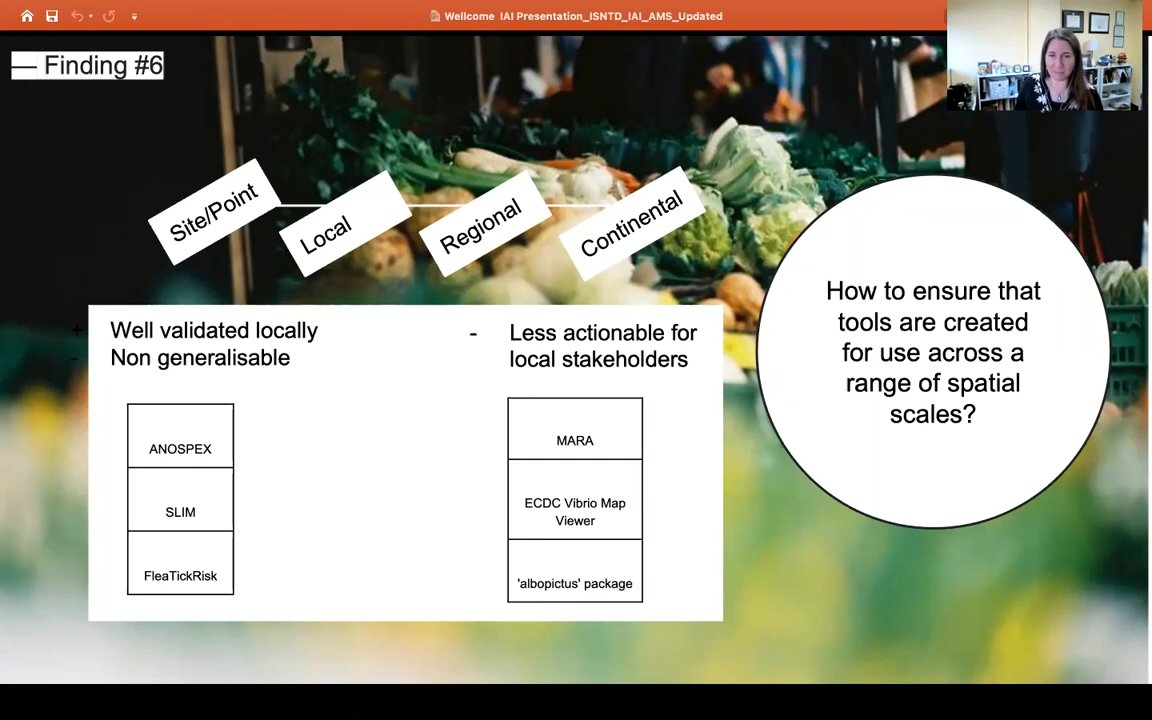 Wellcome IAI Presentation_ISNTD_IAI_AMS_Updated
— Finding #6
Site/Point
Local
Regional
Continental
+ Well validated locally
- Non generalisable
- Less actionable for
local stakeholders
ANOSPEX
SLIM
FleaTickRisk
MARA
ECDC Vibrio Map
Viewer
'albopictus' package
How to ensure that
tools are created
for use across a
range of spatial
scales?